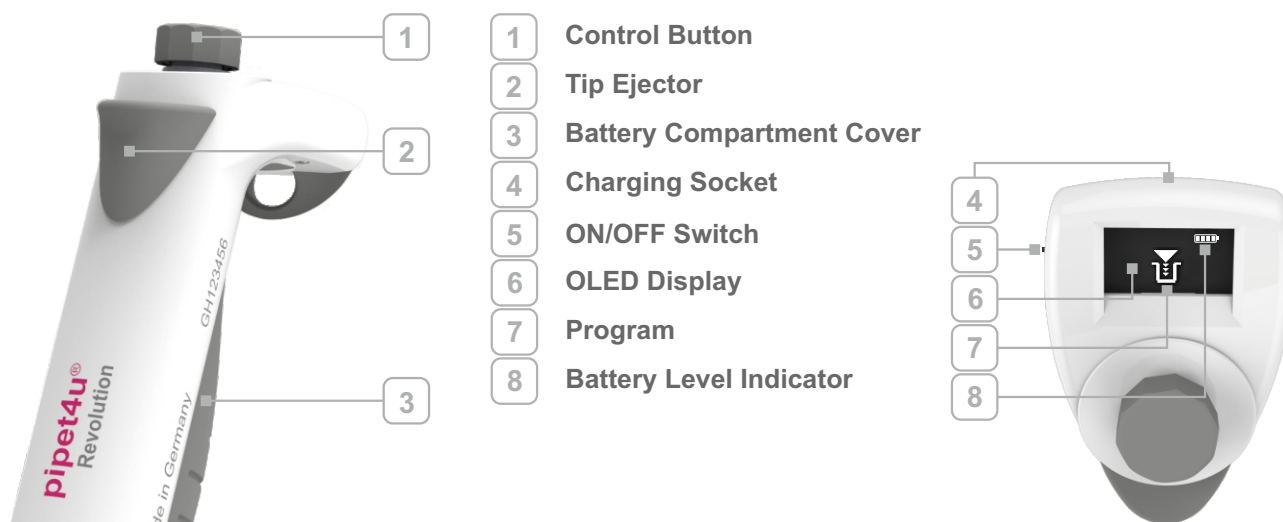 1
2
3
GH123456
pipet4u®
Revolution
in Germany
1 Control Button
2 Tip Ejector
3 Battery Compartment Cover
4 Charging Socket
5 ON/OFF Switch
6 OLED Display
7 Program
8 Battery Level Indicator
4
5
6
7
8